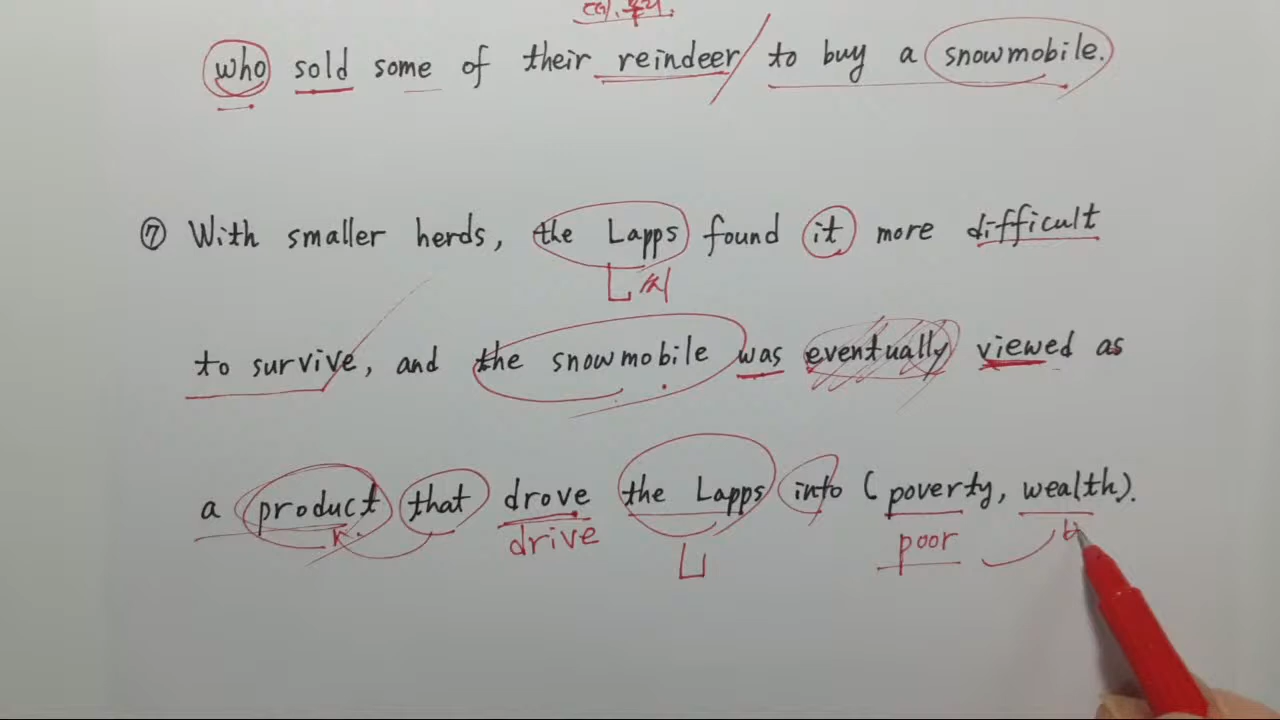 who sold some of their reindeer / to buy a snowmobile.
⑦ With smaller herds, the Lapps found it more difficult
to survive, and the snowmobile was eventually viewed as
a product that drove the Lapps into (poverty, wealth).
drive poor